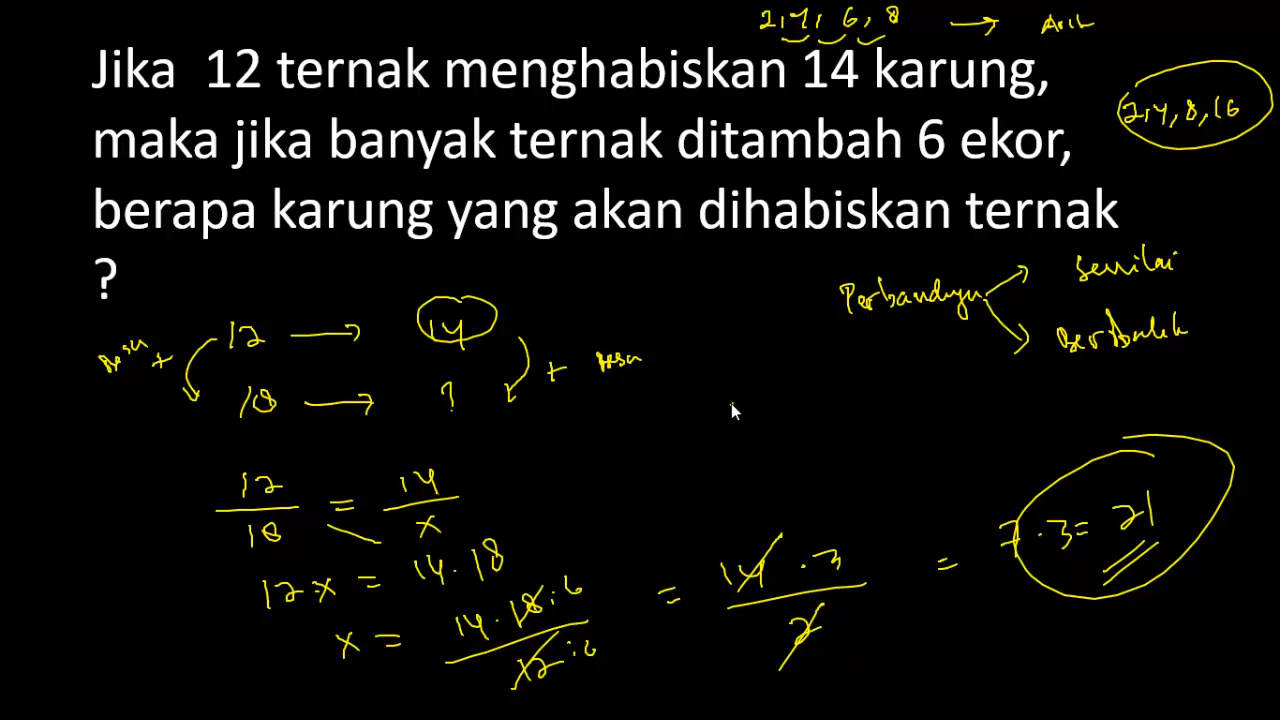 2, 4, 6, 8 →
Jika 12 ternak menghabiskan 14 karung,
2, 4, 8, 16
maka jika banyak ternak ditambah 6 ekor,
berapa karung yang akan dihabiskan ternak
?
Senilai
Perbandingan
Berbalik
12 → 14
+ +
18 → ?
12/18 = 14/x
12.x = 14.18
x = 14.18:6/12:6 = 14.3/2 = 7.3= 21